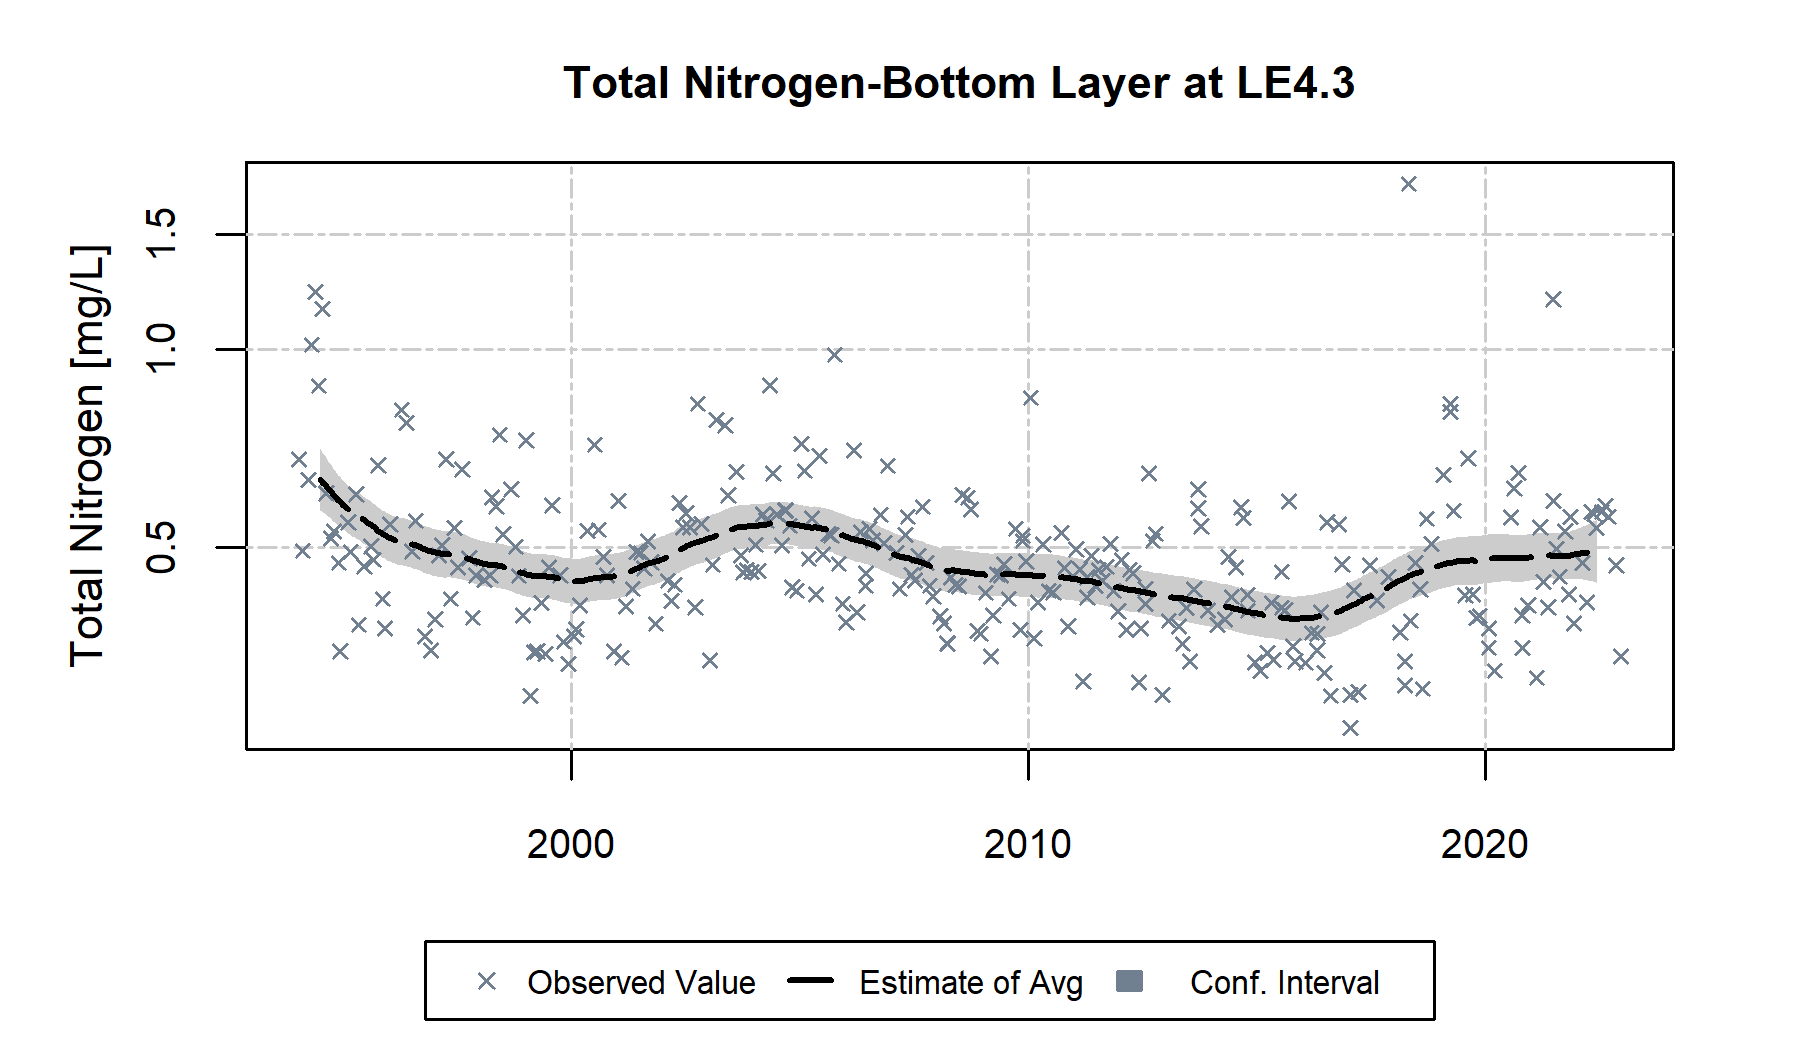 Total Nitrogen-Bottom Layer at LE4.3
Total Nitrogen [mg/L]
1.5
1.0
0.5
2000 2010 2020
Observed Value Estimate of Avg Conf. Interval